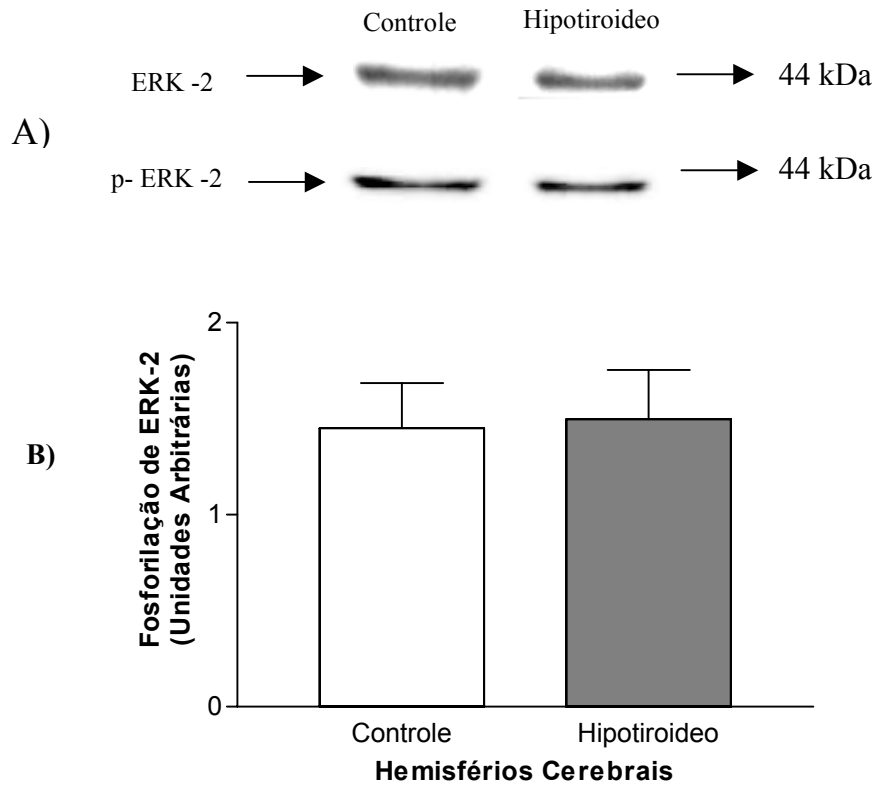 Controle Hipotiroideo
ERK -2 44 kDa
A)
p- ERK -2 44 kDa
B)
Fosforilação de ERK-2
(Unidades Arbitrárias)
2
1
0
Controle Hipotiroideo
Hemisférios Cerebrais